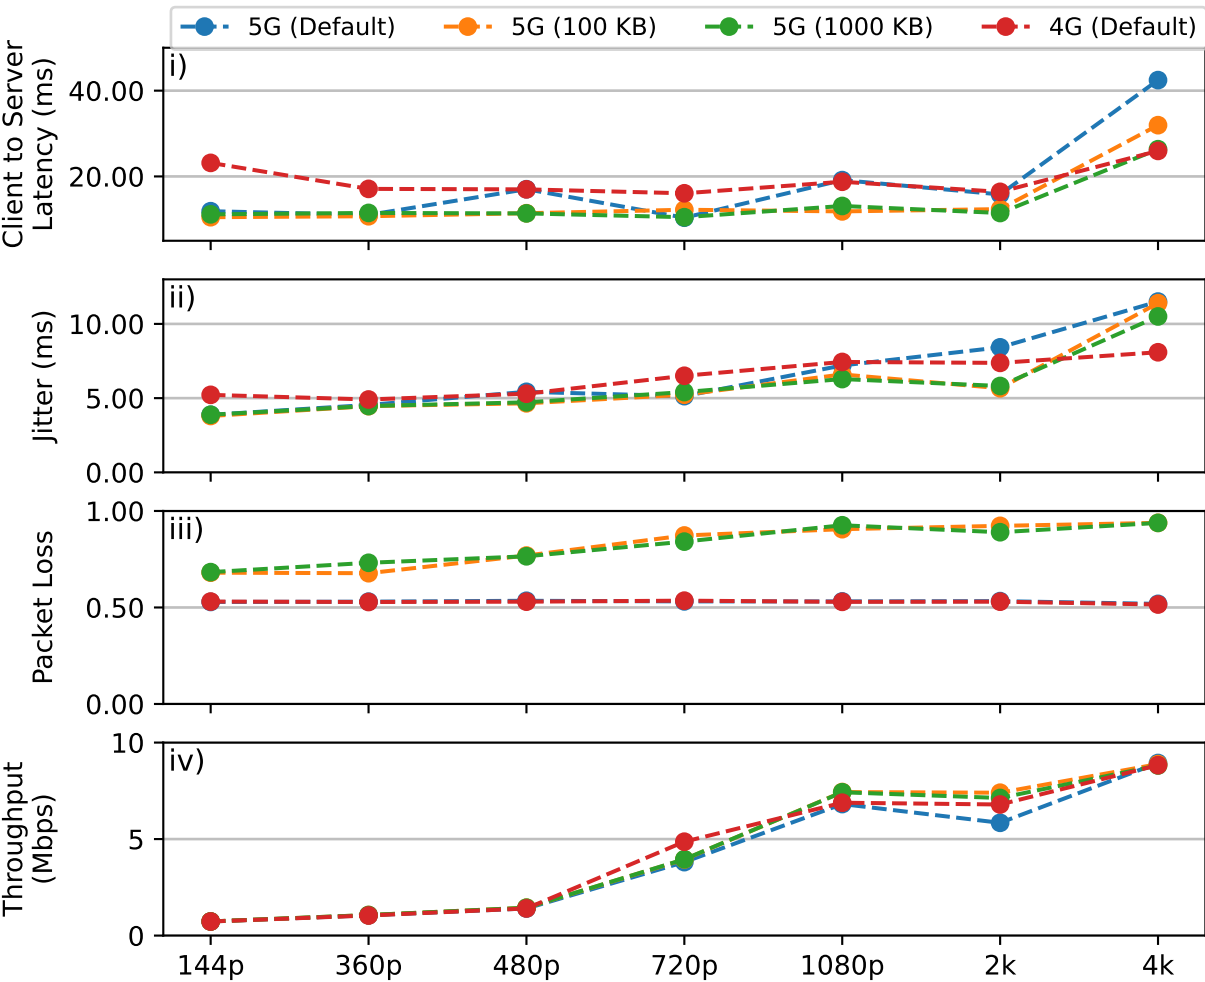 5G (Default) 5G (100 KB) 5G (1000 KB) 4G (Default)
i)
Client to Server
Latency (ms)
40.00
20.00
ii)
Jitter (ms)
10.00
5.00
0.00
iii)
Packet Loss
1.00
0.50
0.00
iv)
Throughput
(Mbps)
10
5
0
144p 360p 480p 720p 1080p 2k 4k